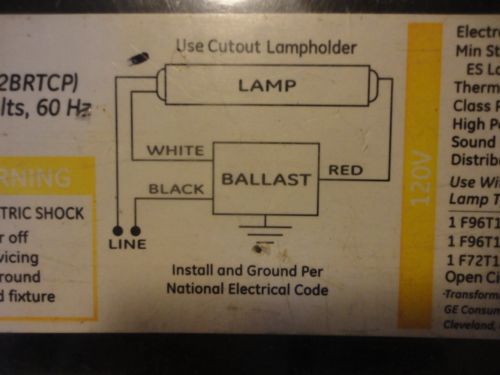 Use Cutout Lampholder
2BRTCP)
lts, 60 Hz
LAMP
WHITE
BLACK
BALLAST
RED
LINE
Install and Ground Per
National Electrical Code
RNING
TRIC SHOCK
r off
vicing
round
d fixture
120V
Electr
Min St
ES La
Therm
Class P
High P
Sound
Distrib
Use Wi
Lamp T
1 F96T1
1 F96T1
1 F72T1
Open Ci
-Transform
GE Consum
Cleveland,